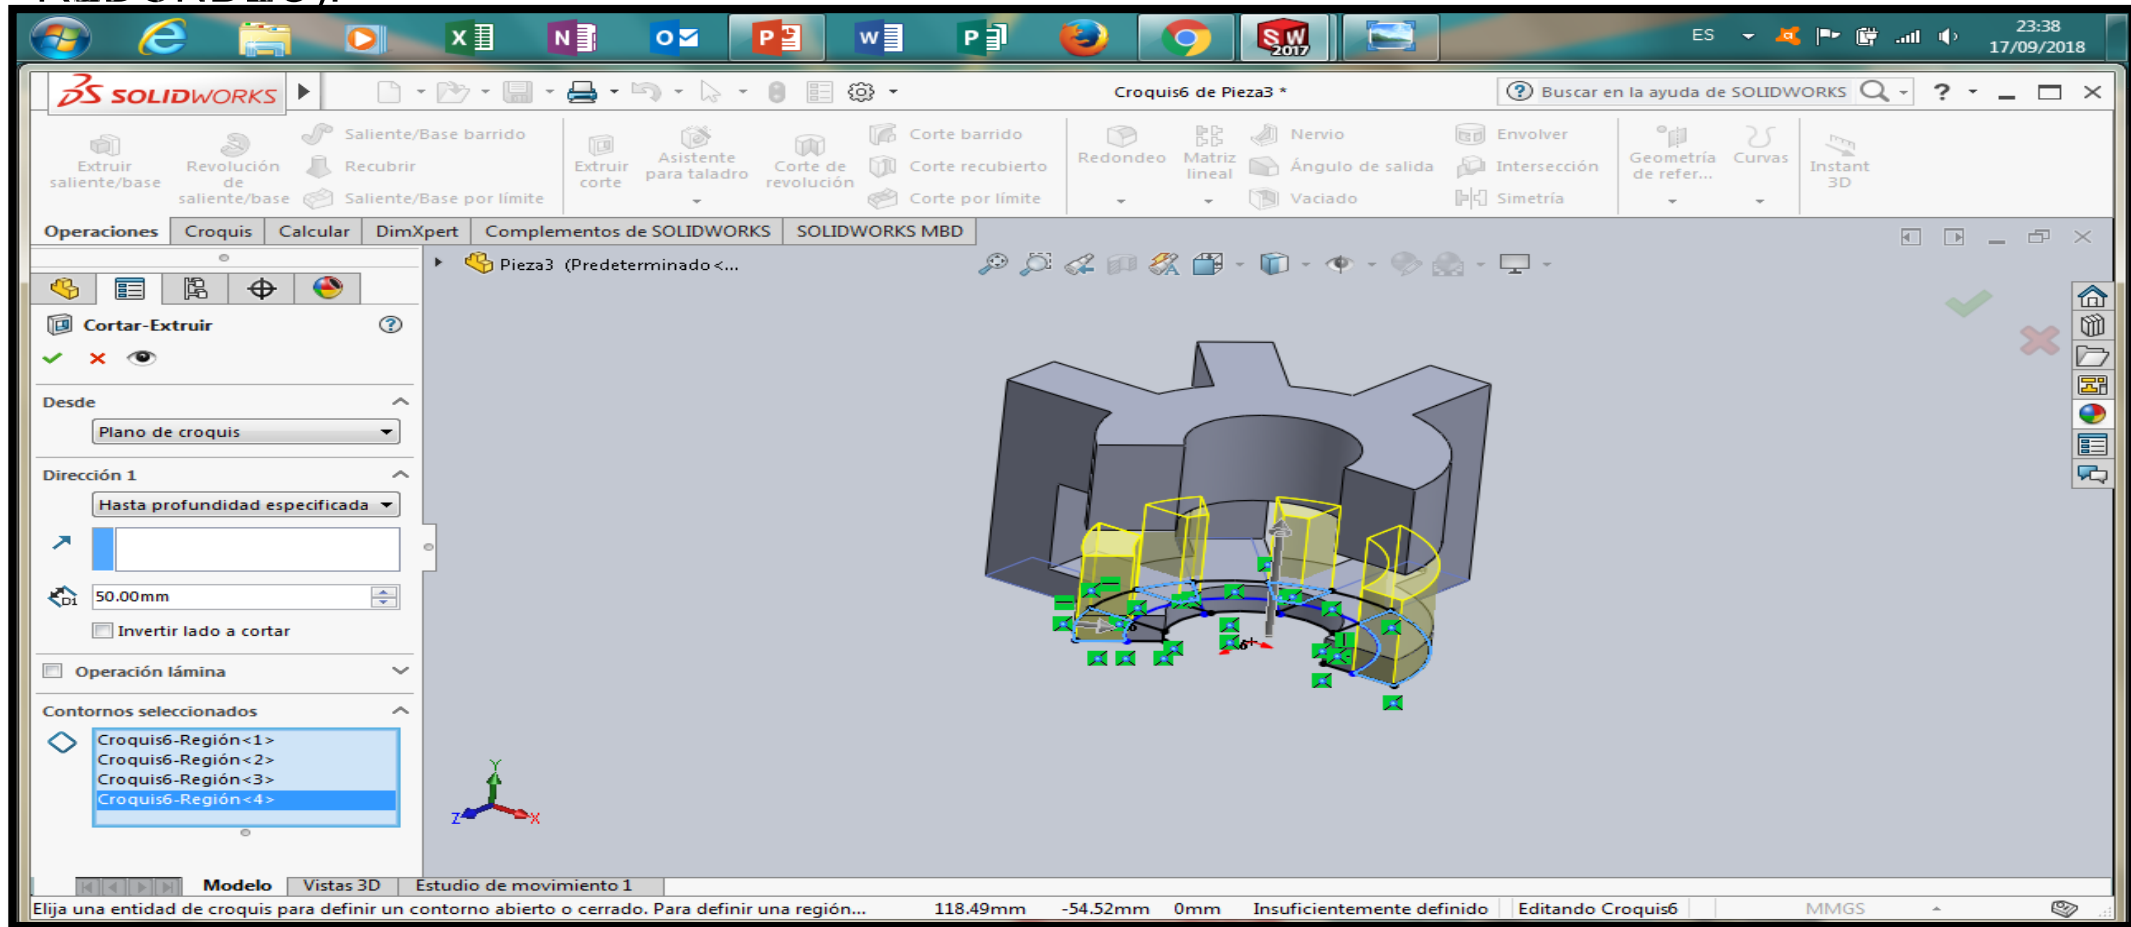 23:38
ES
17/09/2018
SOLIDWORKS
Croquis6 de Pieza3 *
Buscar en la ayuda de SOLIDWORKS
Extruir saliente/base
Revolución de saliente/base
Saliente/Base barrido
Recubrir
Saliente/Base por límite
Extruir corte
Asistente para taladro
Corte de revolución
Corte barrido
Corte recubierto
Corte por límite
Redondeo
Matriz lineal
Nervio
Ángulo de salida
Vaciado
Envolver
Intersección
Simetría
Geometría de refer...
Curvas
Instant 3D
Operaciones Croquis Calcular DimXpert Complementos de SOLIDWORKS SOLIDWORKS MBD
Pieza3 (Predeterminado<...
Cortar-Extruir
Desde
Plano de croquis
Dirección 1
Hasta profundidad especificada
D1
50.00mm
Invertir lado a cortar
Operación lámina
Contornos seleccionados
Croquis6-Región<1>
Croquis6-Región<2>
Croquis6-Región<3>
Croquis6-Región<4>
Y
Z
X
Modelo Vistas 3D Estudio de movimiento 1
Elija una entidad de croquis para definir un contorno abierto o cerrado. Para definir una región... 118.49mm -54.52mm 0mm Insuficientemente definido Editando Croquis6 MMGS